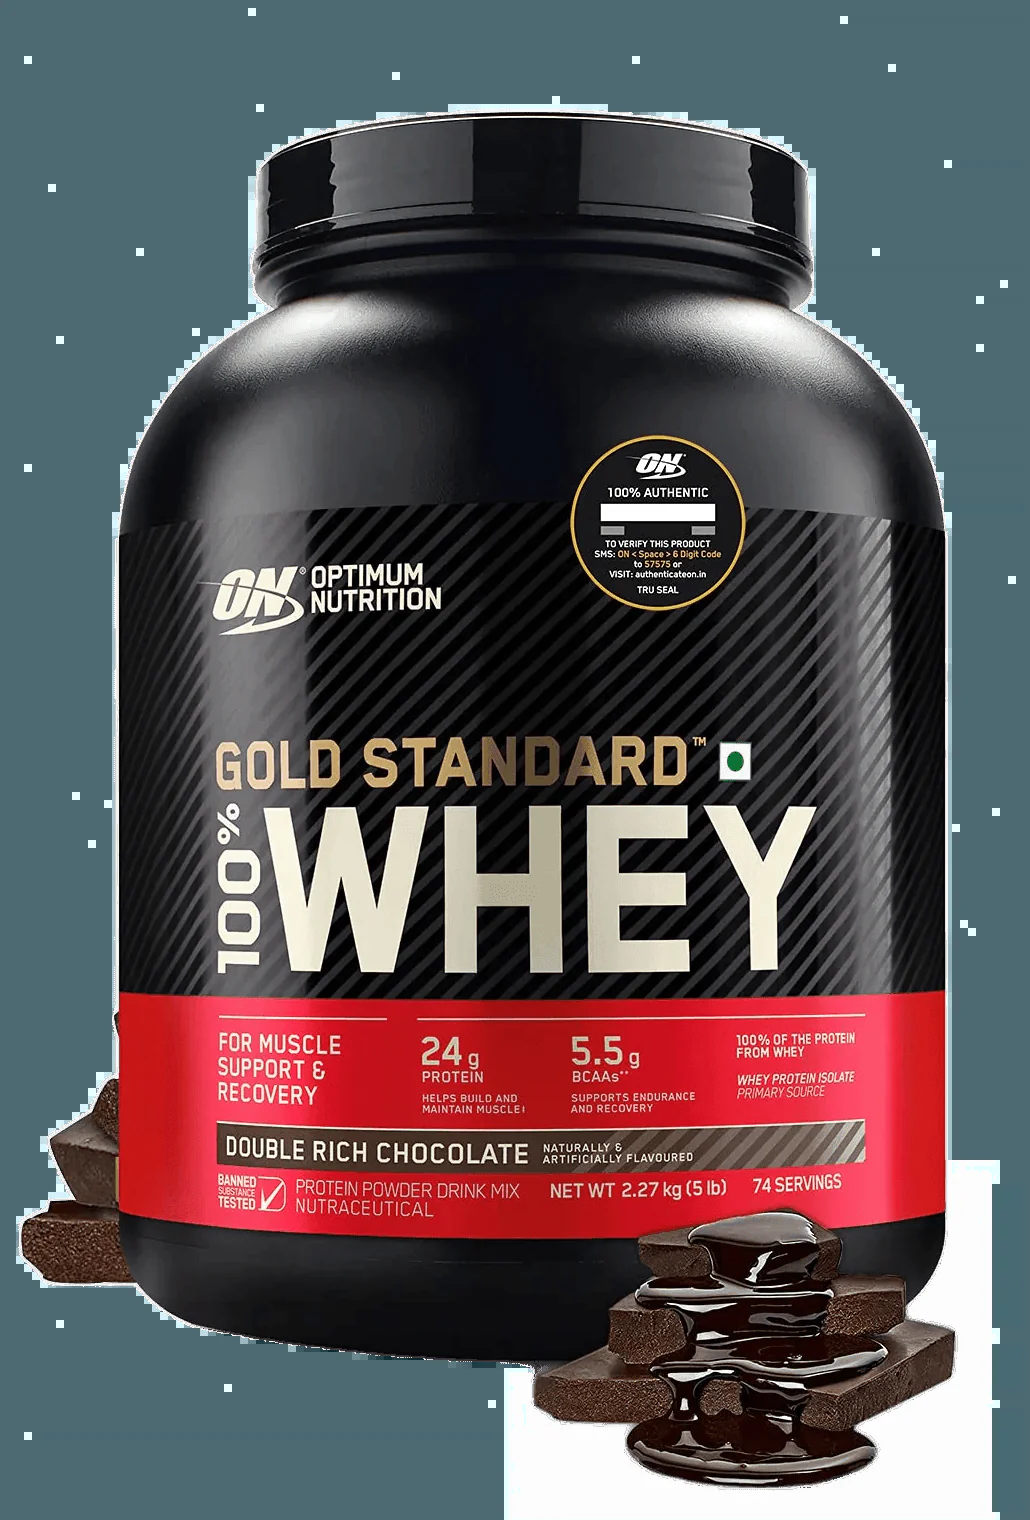 ON
100% AUTHENTIC
TO VERIFY THIS PRODUCT
SMS: ON < Space > 6 Digit Code
to 57575 or
VISIT: authenticateon.in
TRU SEAL
ON® OPTIMUM
NUTRITION
GOLD STANDARD™
100% WHEY
FOR MUSCLE
SUPPORT &
RECOVERY
24 g
PROTEIN
HELPS BUILD AND
MAINTAIN MUSCLE
5.5 g
BCAAs**
SUPPORTS ENDURANCE
AND RECOVERY
100% OF THE PROTEIN
FROM WHEY
WHEY PROTEIN ISOLATE
PRIMARY SOURCE
DOUBLE RICH CHOCOLATE
NATURALLY &
ARTIFICIALLY FLAVOURED
BANNED
SUBSTANCE
TESTED
PROTEIN POWDER DRINK MIX
NUTRACEUTICAL
NET WT 2.27 kg (5 lb)
74 SERVINGS